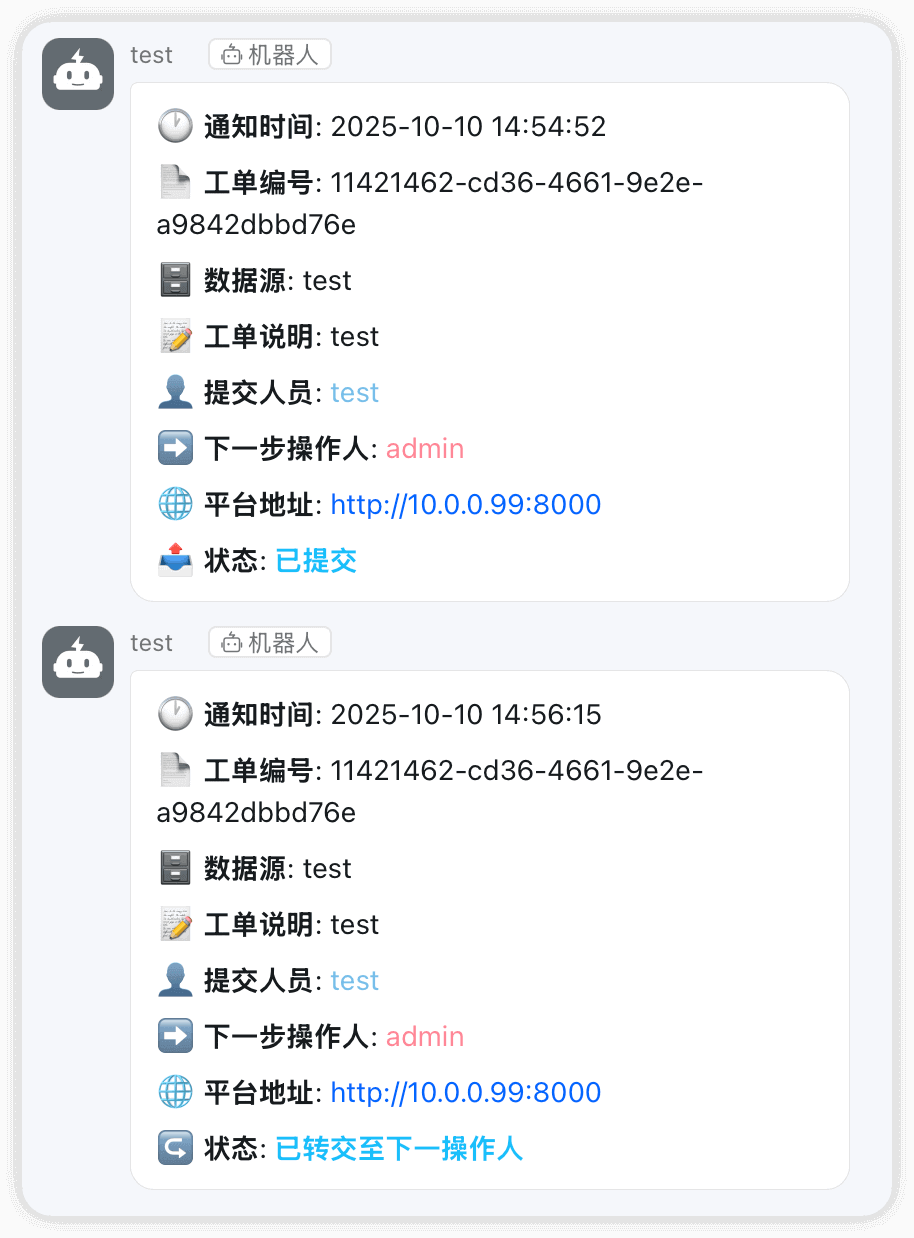 test 机器人
通知时间: 2025-10-10 14:54:52
工单编号: 11421462-cd36-4661-9e2e-
a9842dbbd76e
数据源: test
工单说明: test
提交人员: test
下一步操作人: admin
平台地址: http://10.0.0.99:8000
状态: 已提交
test 机器人
通知时间: 2025-10-10 14:56:15
工单编号: 11421462-cd36-4661-9e2e-
a9842dbbd76e
数据源: test
工单说明: test
提交人员: test
下一步操作人: admin
平台地址: http://10.0.0.99:8000
状态: 已转交至下一操作人